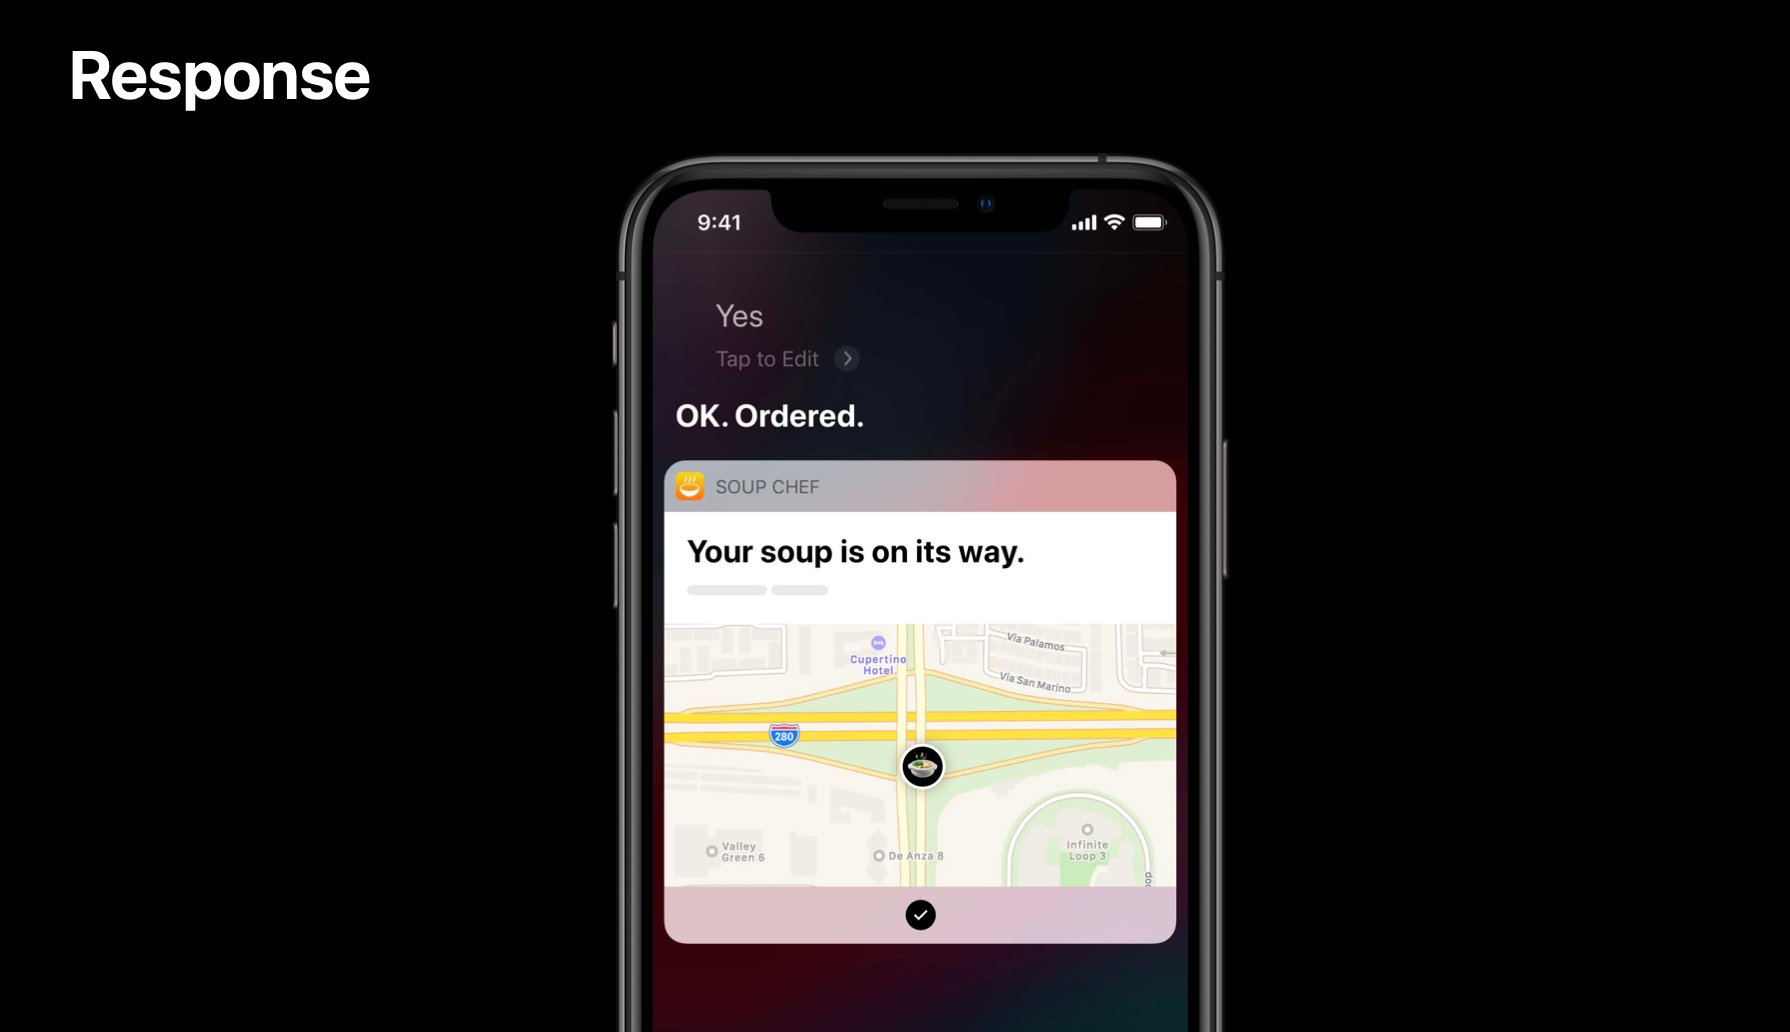 Response
9:41
Yes
Tap to Edit
OK. Ordered.
SOUP CHEF
Your soup is on its way.
Via Palamos
Cupertino
Hotel
Via San Marino
280
Valley
Green 6
De Anza 8
Infinite
Loop 3